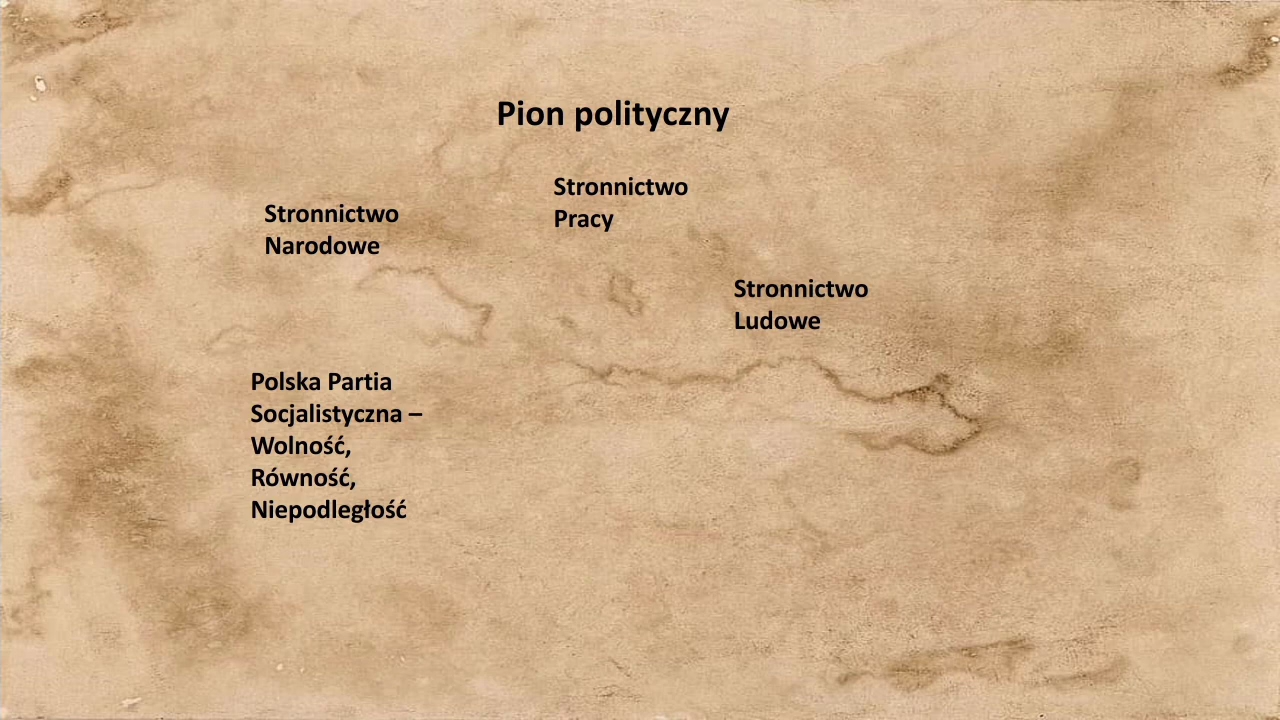 Pion polityczny
Stronnictwo
Pracy
Stronnictwo
Narodowe
Stronnictwo
Ludowe
Polska Partia
Socjalistyczna –
Wolność,
Równość,
Niepodległość